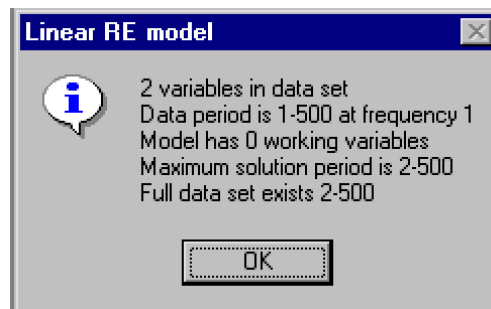 Linear RE model
2 variables in data set
Data period is 1-500 at frequency 1
Model has 0 working variables
Maximum solution period is 2-500
Full data set exists 2-500
OK